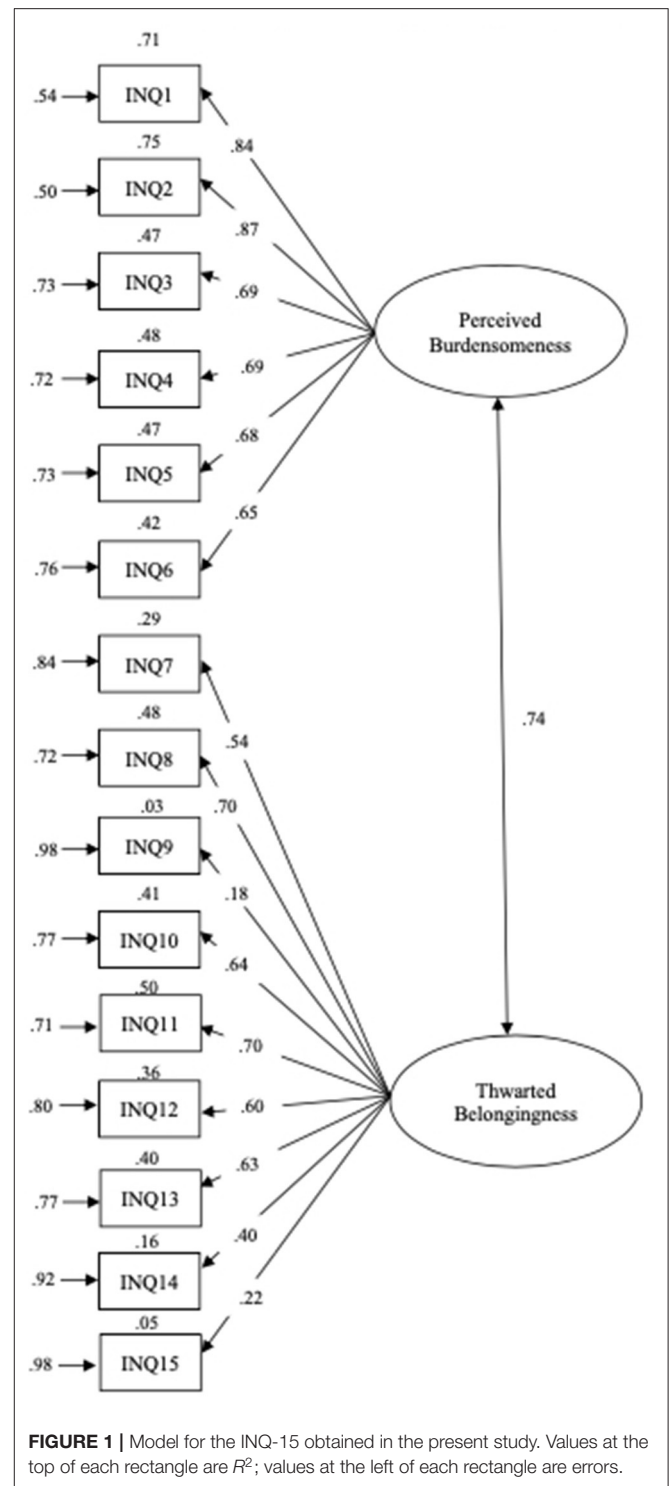 .71
.54 INQ1
.84
.75
.50 INQ2
.87
.47
.73 INQ3
.69
.48
.72 INQ4
.69
.47
.73 INQ5
.68
.42
.76 INQ6
.65
Perceived
Burdensomeness
.74
.29
.84 INQ7
.54
.48
.72 INQ8
.70
.03
.98 INQ9
.18
.41
.77 INQ10
.64
.50
.71 INQ11
.70
.36
.80 INQ12
.60
.40
.77 INQ13
.63
.16
.92 INQ14
.40
.05
.98 INQ15
.22
Thwarted
Belongingness
FIGURE 1 | Model for the INQ-15 obtained in the present study. Values at the
top of each rectangle are R²; values at the left of each rectangle are errors.